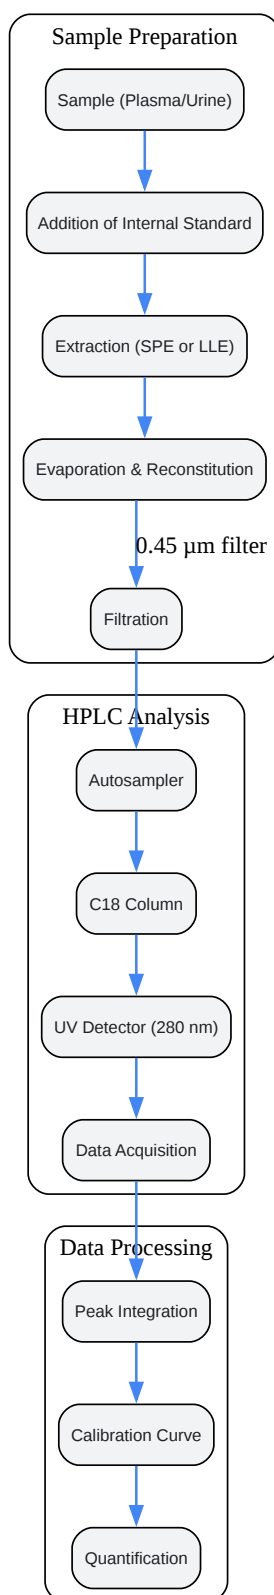 Sample Preparation
Sample (Plasma/Urine)
Addition of Internal Standard
Extraction (SPE or LLE)
Evaporation & Reconstitution
0.45 µm filter
Filtration
HPLC Analysis
Autosampler
C18 Column
UV Detector (280 nm)
Data Acquisition
Data Processing
Peak Integration
Calibration Curve
Quantification